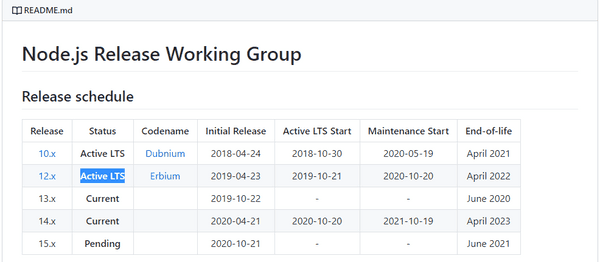 README.md
Node.js Release Working Group
Release schedule
Release Status Codename Initial Release Active LTS Start Maintenance Start End-of-life
10.x Active LTS Dubnium 2018-04-24 2018-10-30 2020-05-19 April 2021
12.x Active LTS Erbium 2019-04-23 2019-10-21 2020-10-20 April 2022
13.x Current 2019-10-22 - - June 2020
14.x Current 2020-04-21 2020-10-20 2021-10-19 April 2023
15.x Pending 2020-10-21 - - June 2021